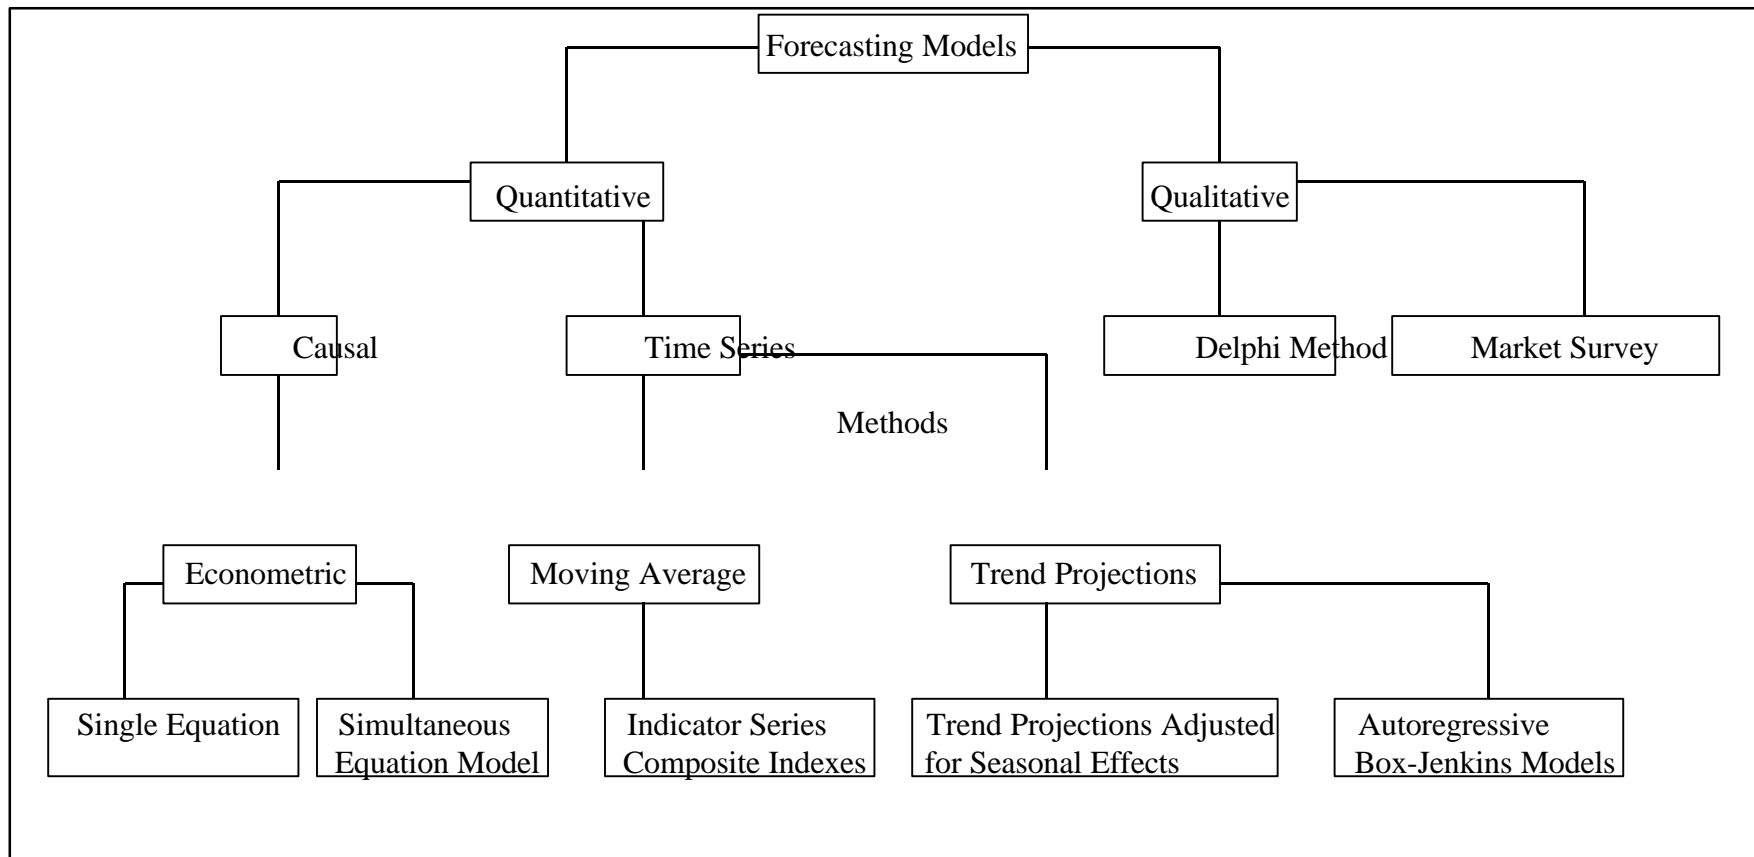 Forecasting Models
Quantitative
Qualitative
Causal
Time Series
Delphi Method
Market Survey
Methods
Econometric
Moving Average
Trend Projections
Single Equation
Simultaneous
Equation Model
Indicator Series
Composite Indexes
Trend Projections Adjusted
for Seasonal Effects
Autoregressive
Box-Jenkins Models